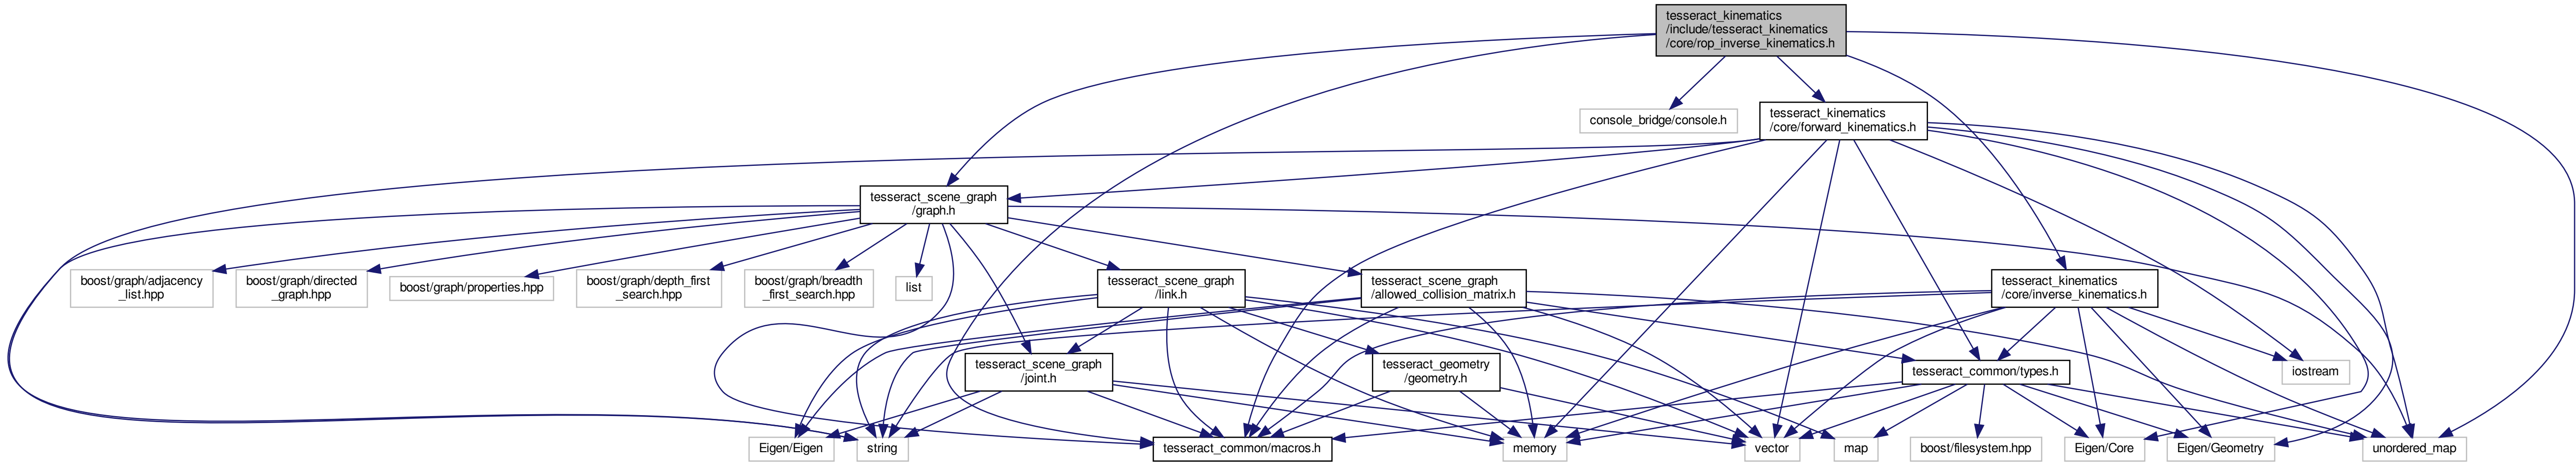 tesseract_kinematics
/include/tesseract_kinematics
/core/rop_inverse_kinematics.h
console_bridge/console.h
tesseract_kinematics
/core/forward_kinematics.h
tesseract_scene_graph
/graph.h
boost/graph/adjacency
_list.hpp
boost/graph/directed
_graph.hpp
boost/graph/properties.hpp
boost/graph/depth_first
_search.hpp
boost/graph/breadth
_first_search.hpp
list
tesseract_scene_graph
/link.h
tesseract_scene_graph
/allowed_collision_matrix.h
tesseract_kinematics
/core/inverse_kinematics.h
tesseract_scene_graph
/joint.h
tesseract_geometry
/geometry.h
tesseract_common/types.h
iostream
Eigen/Eigen
string
tesseract_common/macros.h
memory
vector
map
boost/filesystem.hpp
Eigen/Core
Eigen/Geometry
unordered_map